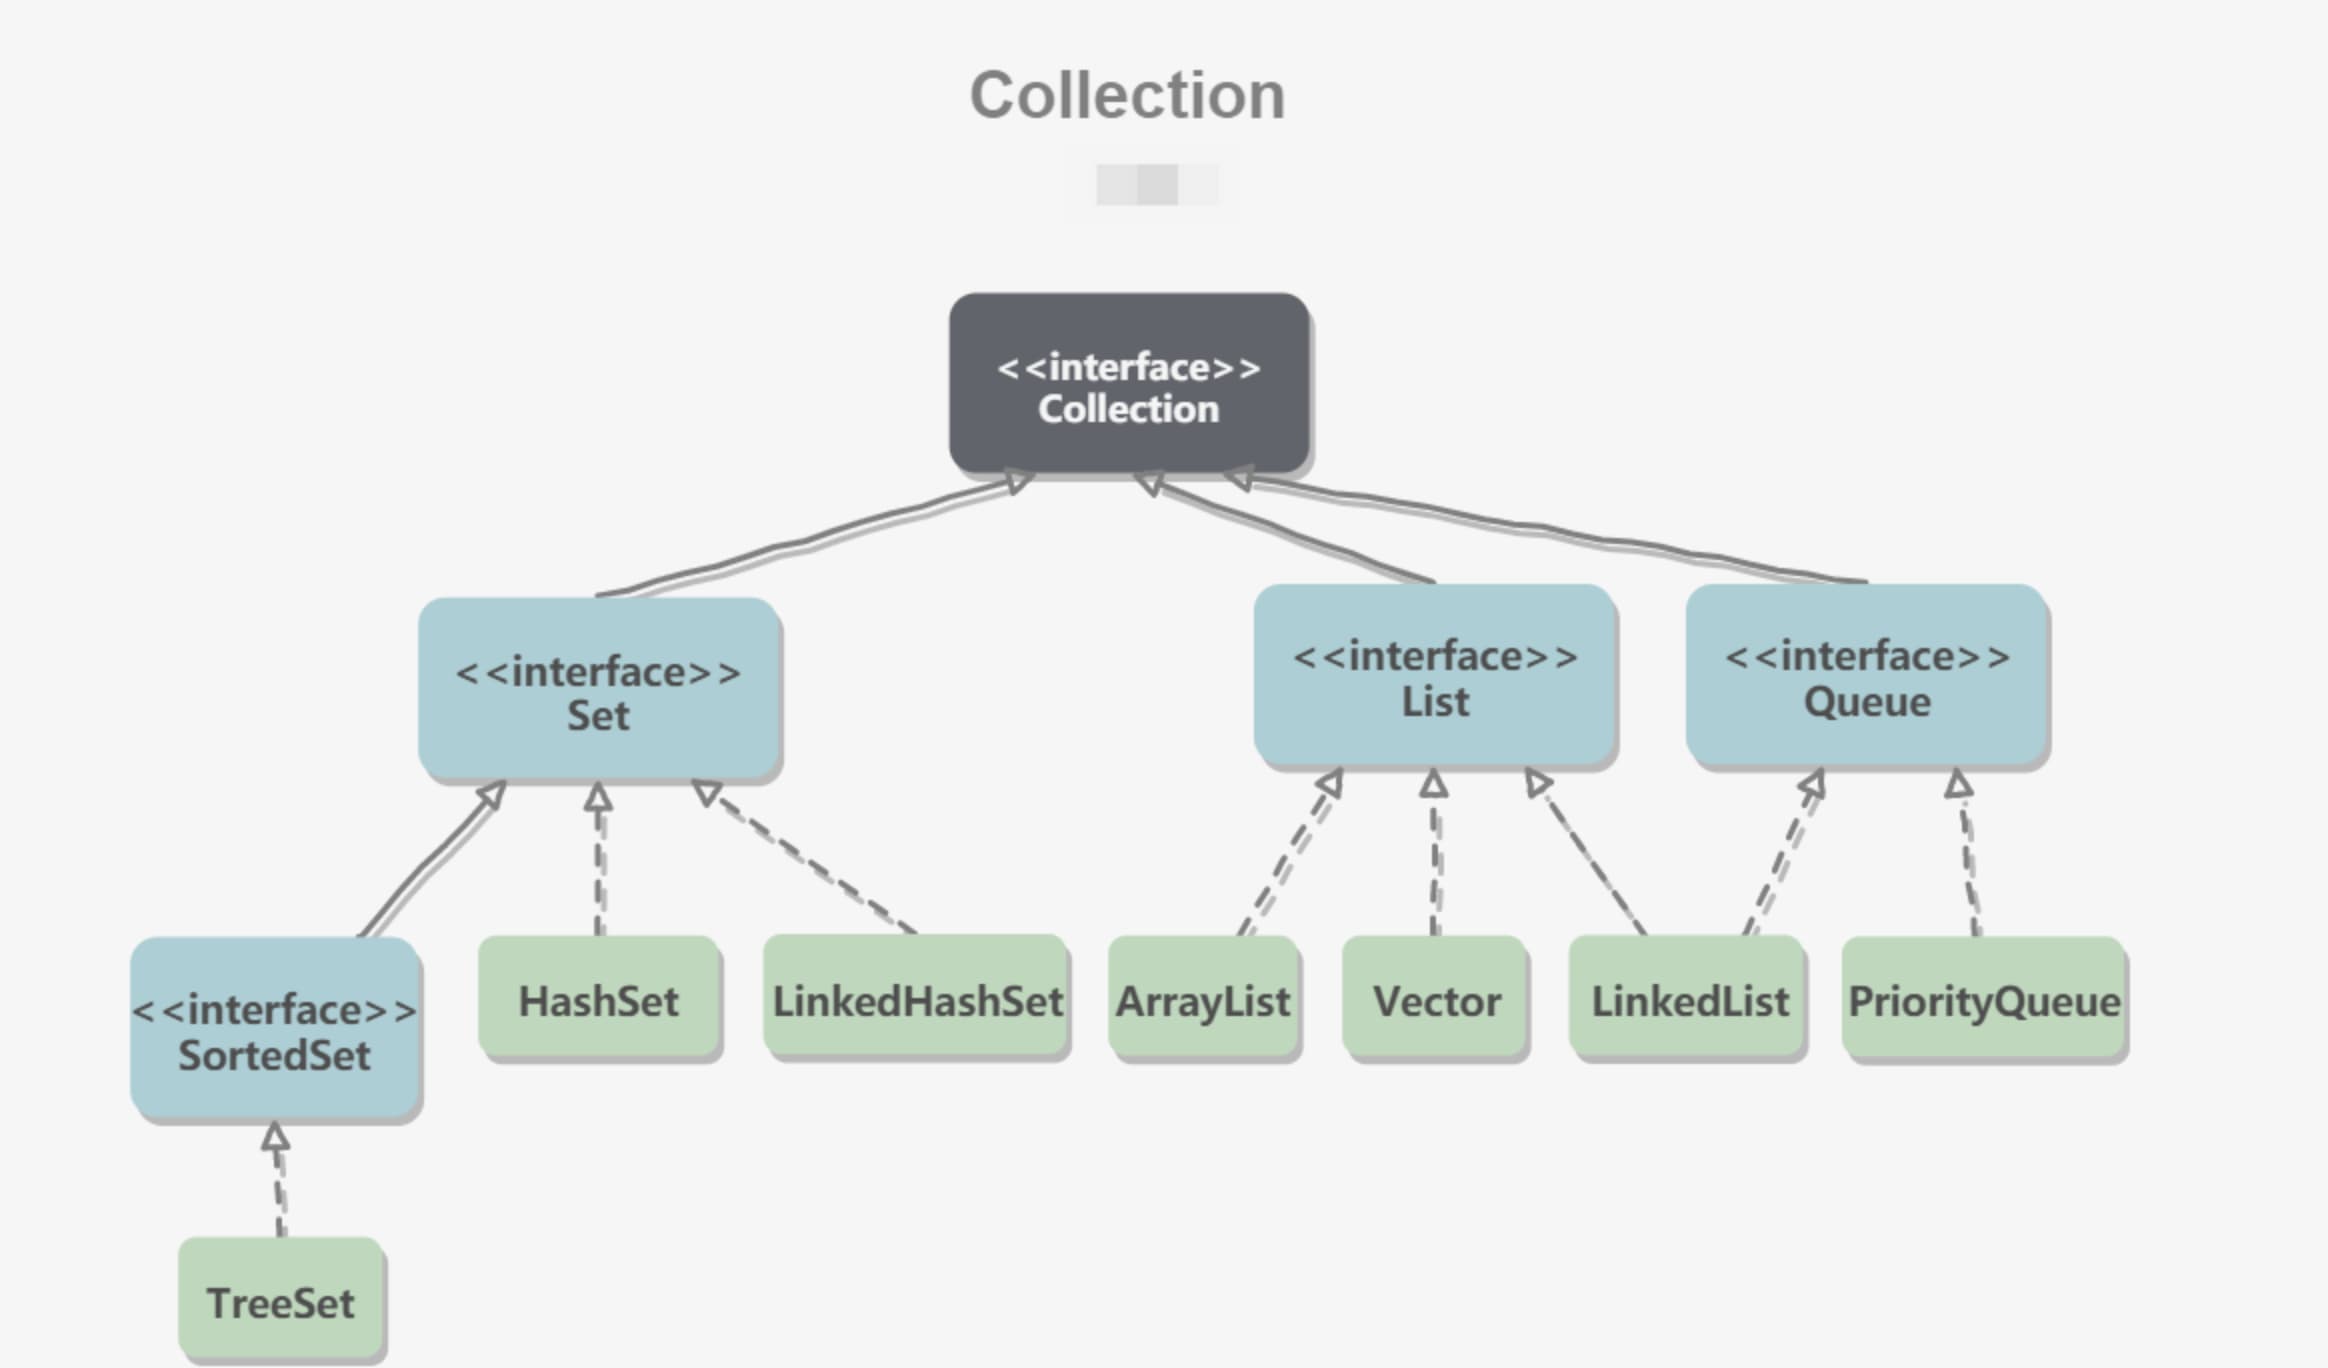 Collection
<<interface>>
Collection
<<interface>>
Set
<<interface>>
List
<<interface>>
Queue
<<interface>>
SortedSet
HashSet
LinkedHashSet
ArrayList
Vector
LinkedList
PriorityQueue
TreeSet